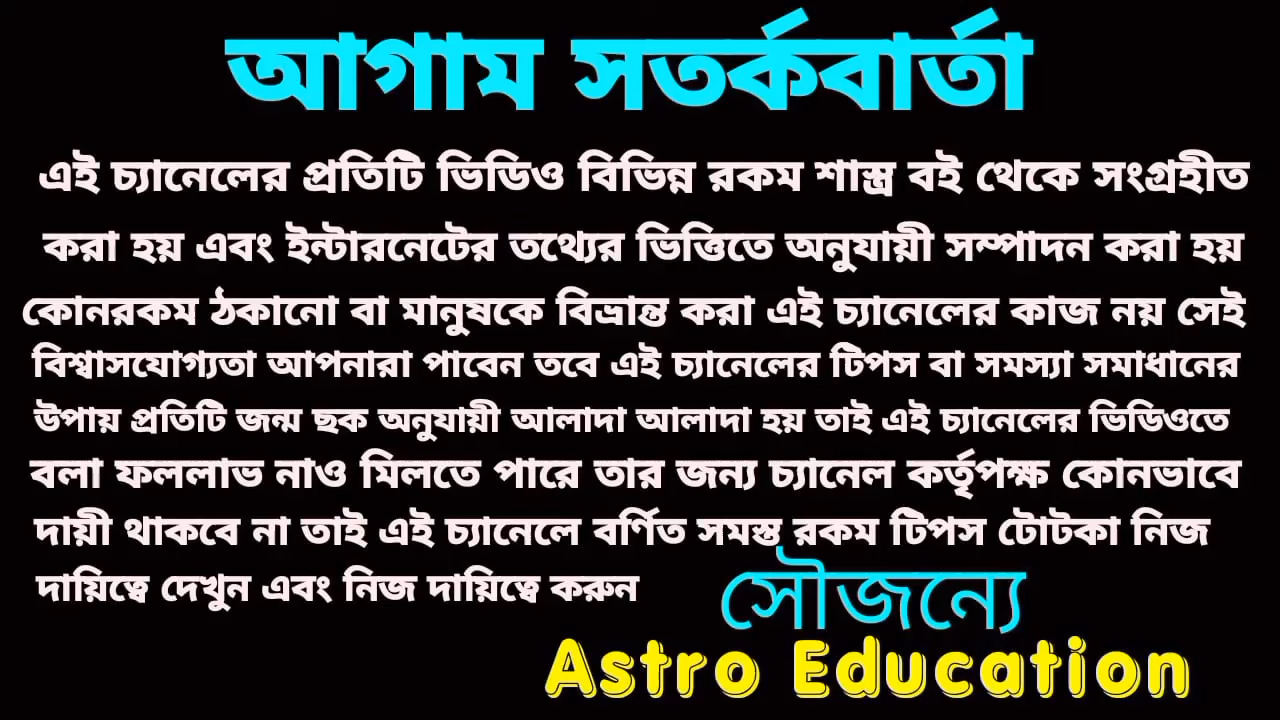 আগাম সতর্কবার্তা
এই চ্যানেলের প্রতিটি ভিডিও বিভিন্ন রকম শাস্ত্র বই থেকে সংগ্রহীত
করা হয় এবং ইন্টারনেটের তথ্যের ভিত্তিতে অনুযায়ী সম্পাদন করা হয়
কোনরকম ঠকানো বা মানুষকে বিভ্রান্ত করা এই চ্যানেলের কাজ নয় সেই
বিশ্বাসযোগ্যতা আপনারা পাবেন তবে এই চ্যানেলের টিপস বা সমস্যা সমাধানের
উপায় প্রতিটি জন্ম ছক অনুযায়ী আলাদা আলাদা হয় তাই এই চ্যানেলের ভিডিওতে
বলা ফললাভ নাও মিলতে পারে তার জন্য চ্যানেল কর্তৃপক্ষ কোনভাবে
দায়ী থাকবে না তাই এই চ্যানেলে বর্ণিত সমস্ত রকম টিপস টোটকা নিজ
দায়িত্বে দেখুন এবং নিজ দায়িত্বে করুন
সৌজন্যে
Astro Education